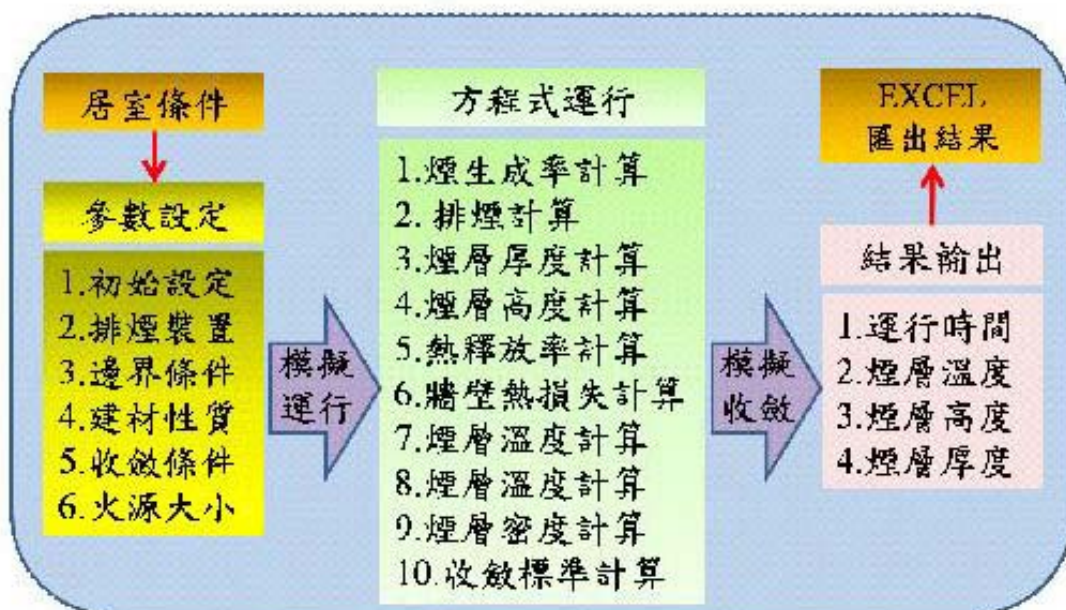 居室條件
參數設定
1.初始設定
2.排煙裝置
3.邊界條件
4.建材性質
5.收斂條件
6.火源大小
模擬
運行
方程式運行
1.煙生成率計算
2. 排煙計算
3.煙層厚度計算
4.煙層高度計算
5.熱釋放率計算
6.牆壁熱損失計算
7.煙層溫度計算
8.煙層溫度計算
9.煙層密度計算
10.收斂標準計算
模擬
收斂
EXCEL
匯出結果
結果輸出
1.運行時間
2.煙層溫度
3.煙層高度
4.煙層厚度